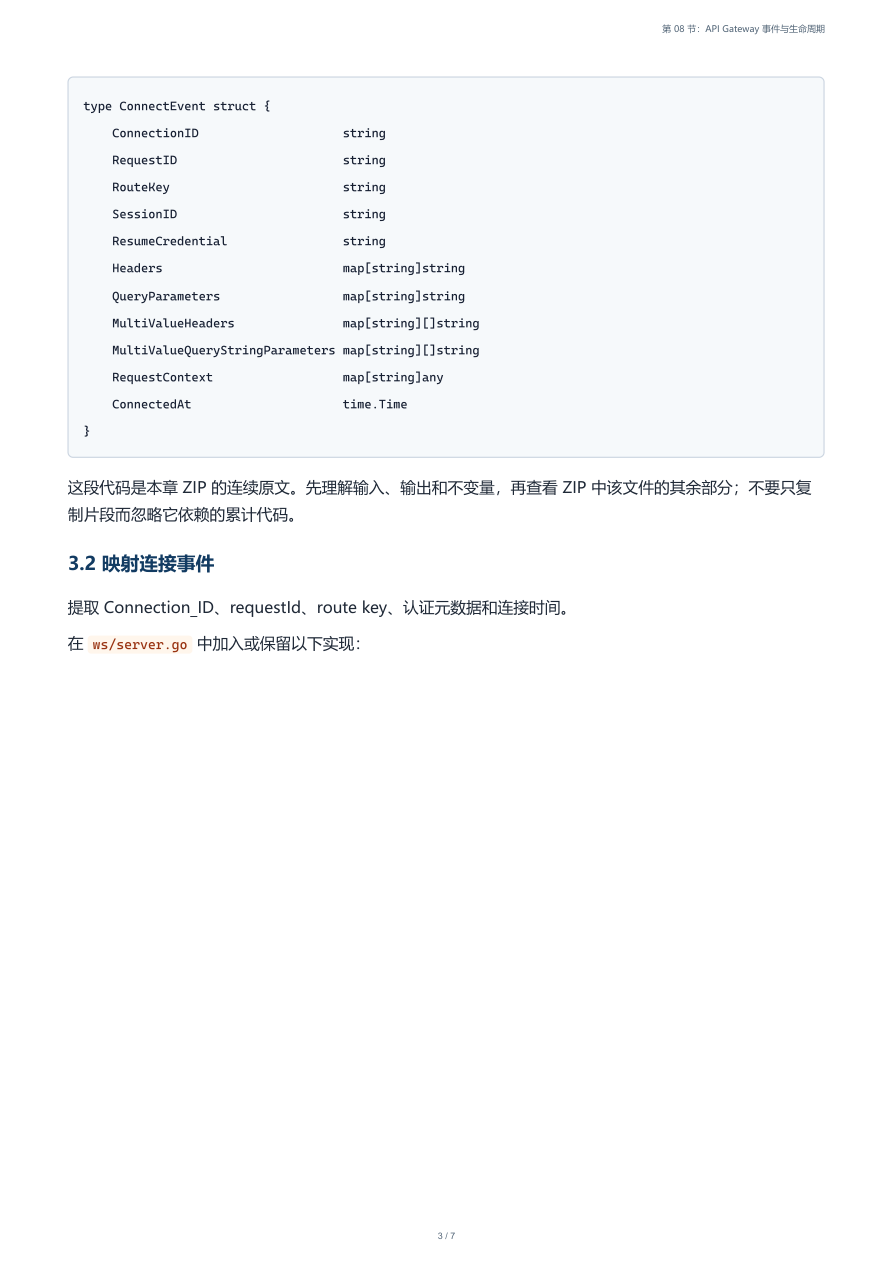 第 08 节：API Gateway 事件与生命周期
type ConnectEvent struct {
    ConnectionID                    string
    RequestID                       string
    RouteKey                        string
    SessionID                       string
    ResumeCredential                string
    Headers                         map[string]string
    QueryParameters                 map[string]string
    MultiValueHeaders               map[string][]string
    MultiValueQueryStringParameters map[string][]string
    RequestContext                  map[string]any
    ConnectedAt                     time.Time
}
这段代码是本章 ZIP 的连续原文。先理解输入、输出和不变量，再查看 ZIP 中该文件的其余部分；不要只复
制片段而忽略它依赖的累计代码。
3.2 映射连接事件
提取 Connection_ID、requestId、route key、认证元数据和连接时间。
在 ws/server.go 中加入或保留以下实现：
3 / 7